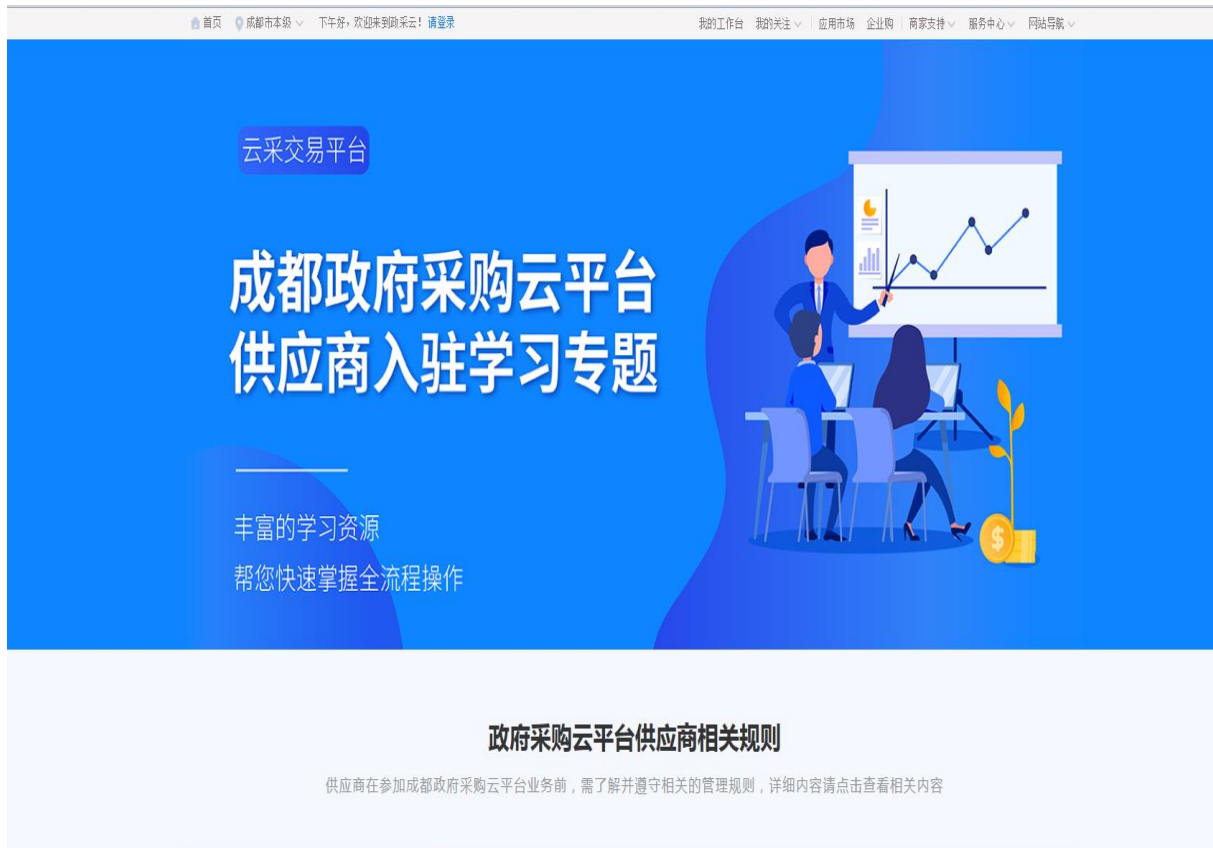 首页 成都市本级 下午好，欢迎来到政采云！请登录 我的工作台 我的关注 应用市场 企业购 商家支持 服务中心 网站导航
云采交易平台
成都政府采购云平台
供应商入驻学习专题
丰富的学习资源
帮您快速掌握全流程操作
政府采购云平台供应商相关规则
供应商在参加成都政府采购云平台业务前，需了解并遵守相关的管理规则，详细内容请点击查看相关内容